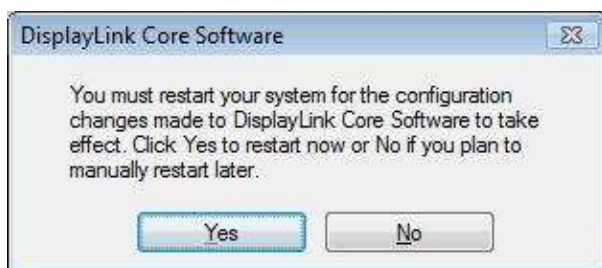 DisplayLink Core Software
You must restart your system for the configuration
changes made to DisplayLink Core Software to take
effect. Click Yes to restart now or No if you plan to
manually restart later.
Yes
No